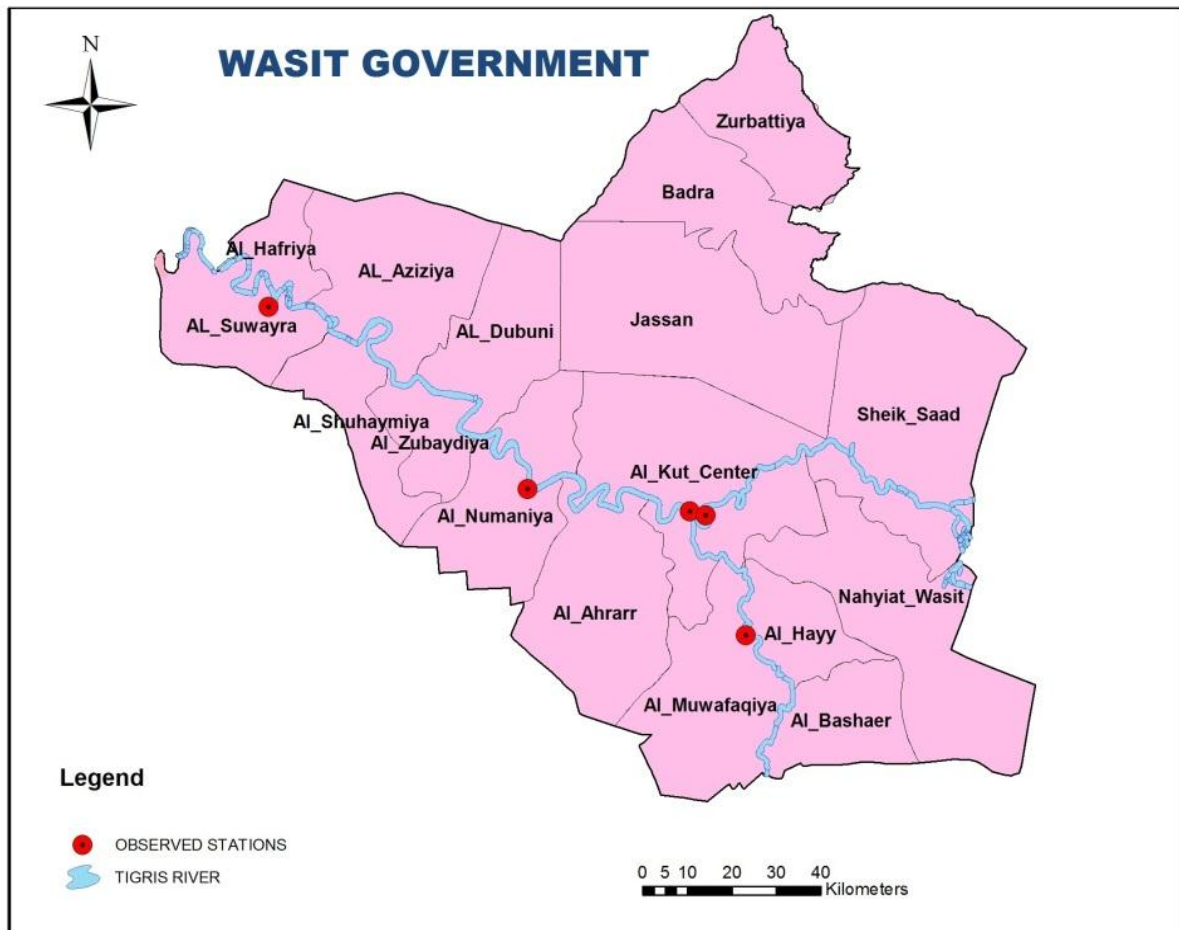 WASIT GOVERNMENT
N
Zurbattiya
Badra
Al_Hafriya
AL_Aziziya
AL_Suwayra
AL_Dubuni
Jassan
Sheik_Saad
Al_Shuhaymiya
Al_Zubaydiya
Al_Kut_Center
Al_Numaniya
Nahyiat_Wasit
Al_Ahrarr
Al_Hayy
Al_Muwafaqiya
Al_Bashaer
Legend
OBSERVED STATIONS
TIGRIS RIVER
0 5 10 20 30 40
Kilometers